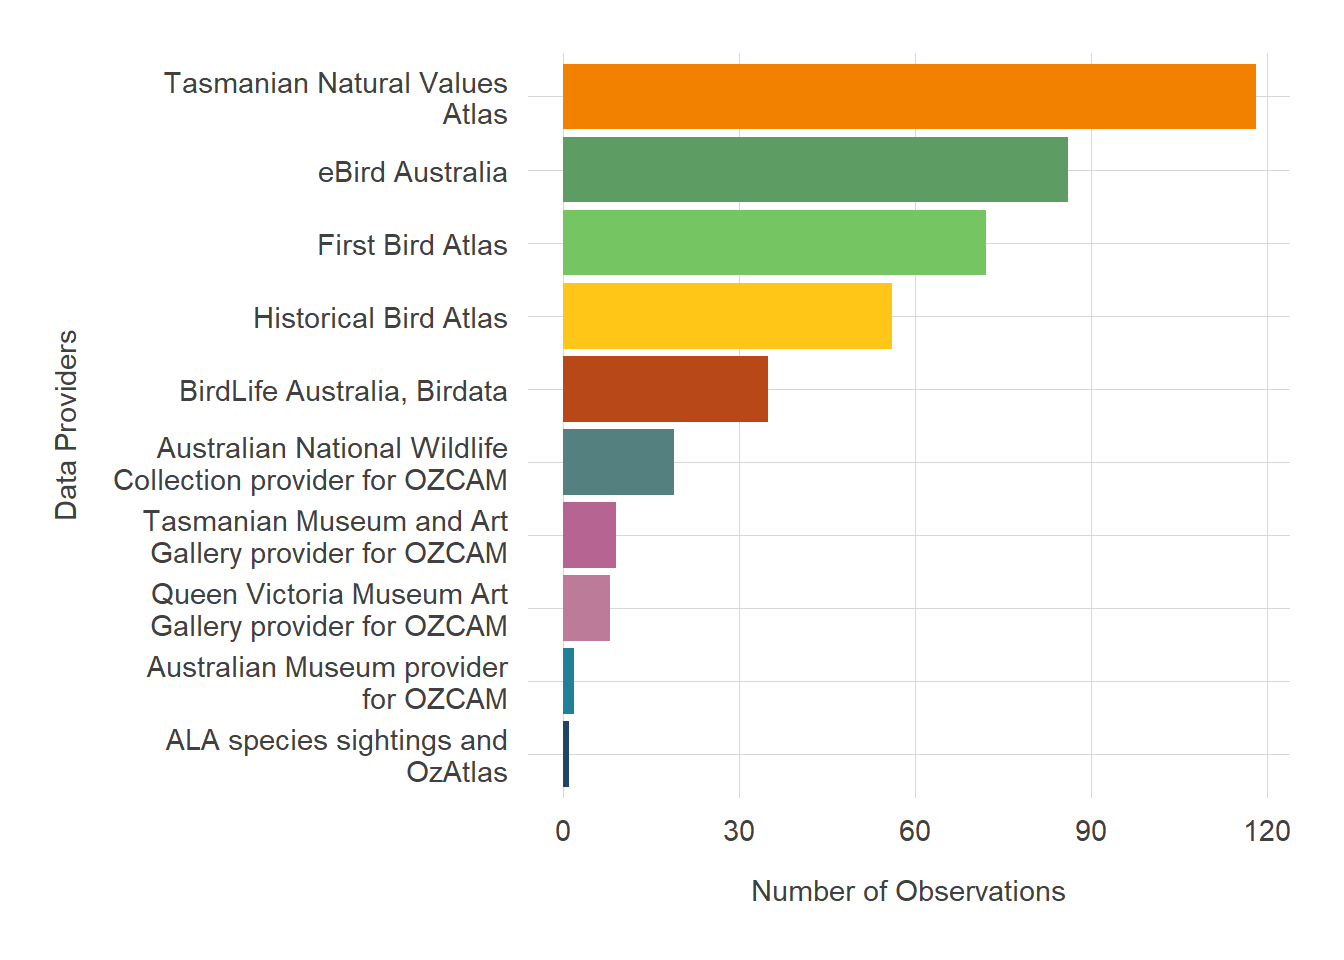 Tasmanian Natural Values
Atlas
eBird Australia
First Bird Atlas
Historical Bird Atlas
BirdLife Australia, Birdata
Australian National Wildlife
Collection provider for OZCAM
Tasmanian Museum and Art
Gallery provider for OZCAM
Queen Victoria Museum Art
Gallery provider for OZCAM
Australian Museum provider
for OZCAM
ALA species sightings and
OzAtlas
Data Providers
0 30 60 90 120
Number of Observations